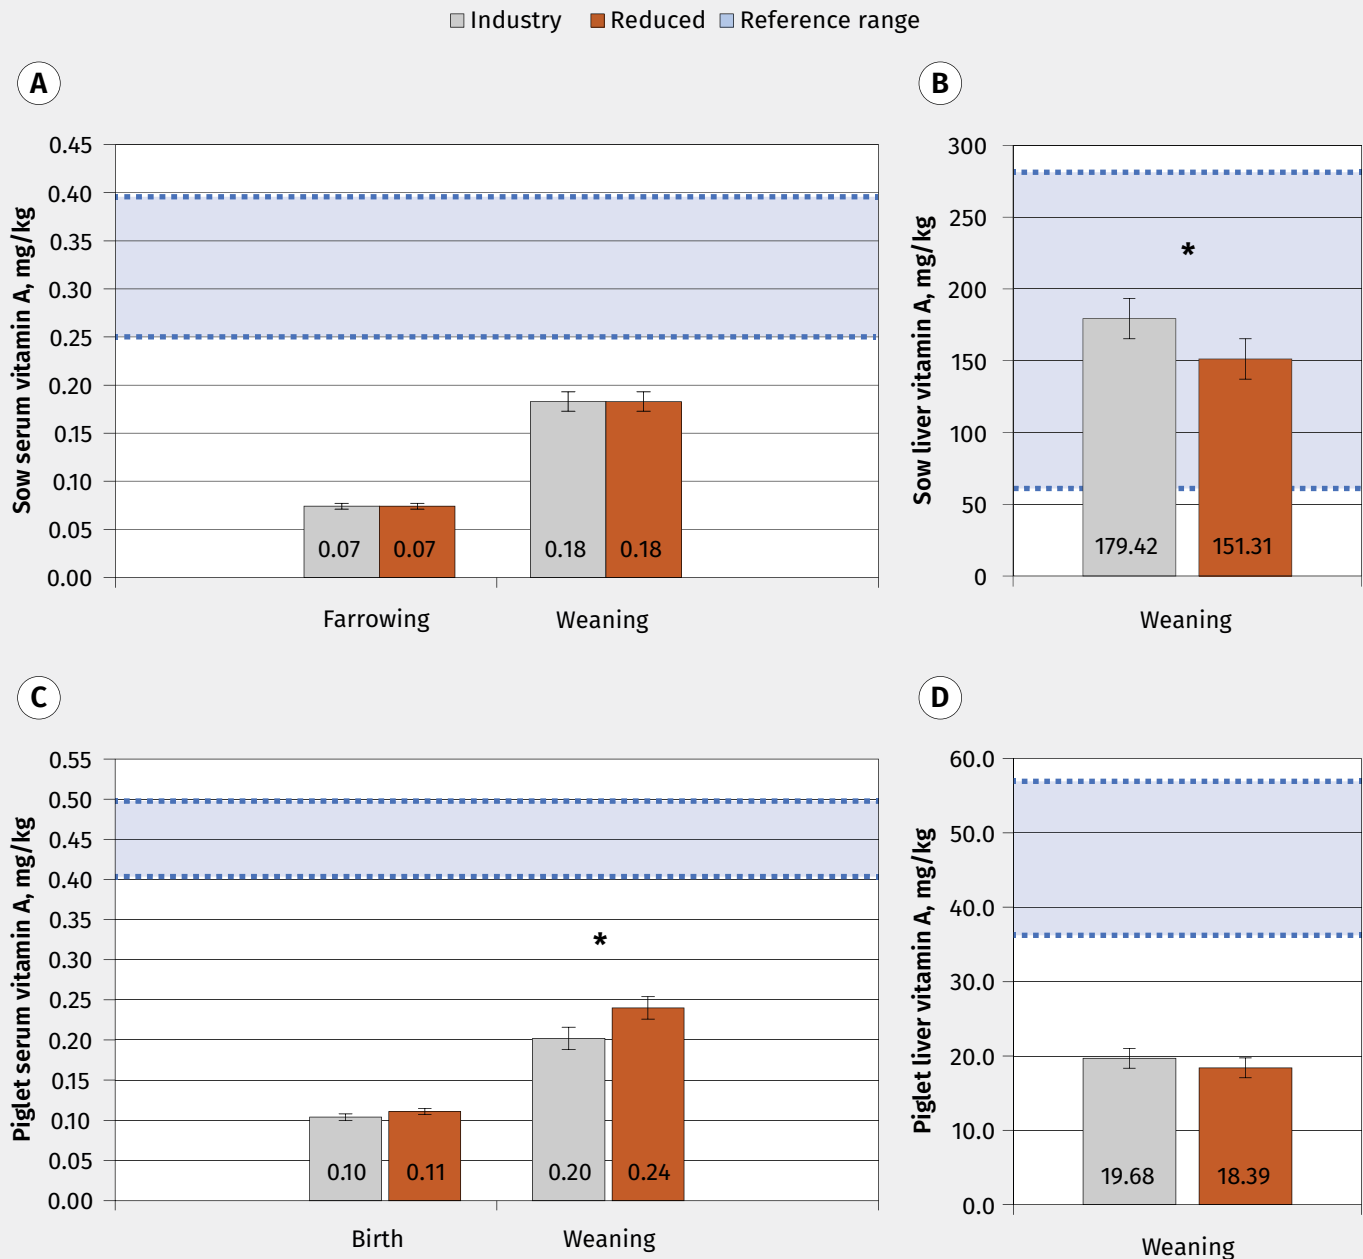 Industry Reduced Reference range
A
Sow serum vitamin A, mg/kg
0.45
0.40
0.35
0.30
0.25
0.20
0.15
0.10
0.05
0.00
0.07 0.07 0.18 0.18
Farrowing Weaning
B
Sow liver vitamin A, mg/kg
300
250
200
150
100
50
0
*
179.42 151.31
Weaning
C
Piglet serum vitamin A, mg/kg
0.55
0.50
0.45
0.40
0.35
0.30
0.25
0.20
0.15
0.10
0.05
0.00
*
0.10 0.11 0.20 0.24
Birth Weaning
D
Piglet liver vitamin A, mg/kg
60.0
50.0
40.0
30.0
20.0
10.0
0.0
19.68 18.39
Weaning